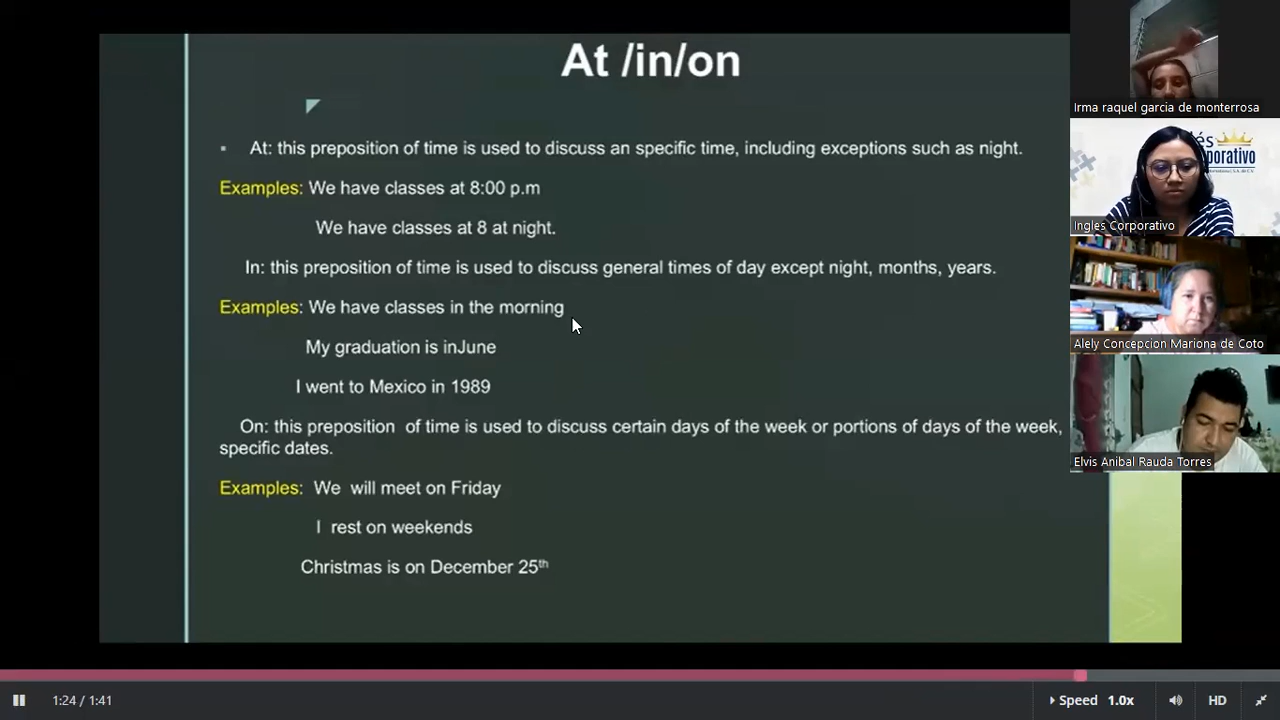 At /in/on
▪ At: this preposition of time is used to discuss an specific time, including exceptions such as night.
Examples: We have classes at 8:00 p.m
We have classes at 8 at night.
In: this preposition of time is used to discuss general times of day except night, months, years.
Examples: We have classes in the morning
My graduation is inJune
I went to Mexico in 1989
On: this preposition of time is used to discuss certain days of the week or portions of days of the week,
specific dates.
Examples: We will meet on Friday
I rest on weekends
Christmas is on December 25th
Irma raquel garcia de monterrosa
Ingles Corporativo
Alely Concepcion Mariona de Coto
Elvis Anibal Rauda Torres
1:24 / 1:41
Speed 1.0x
HD